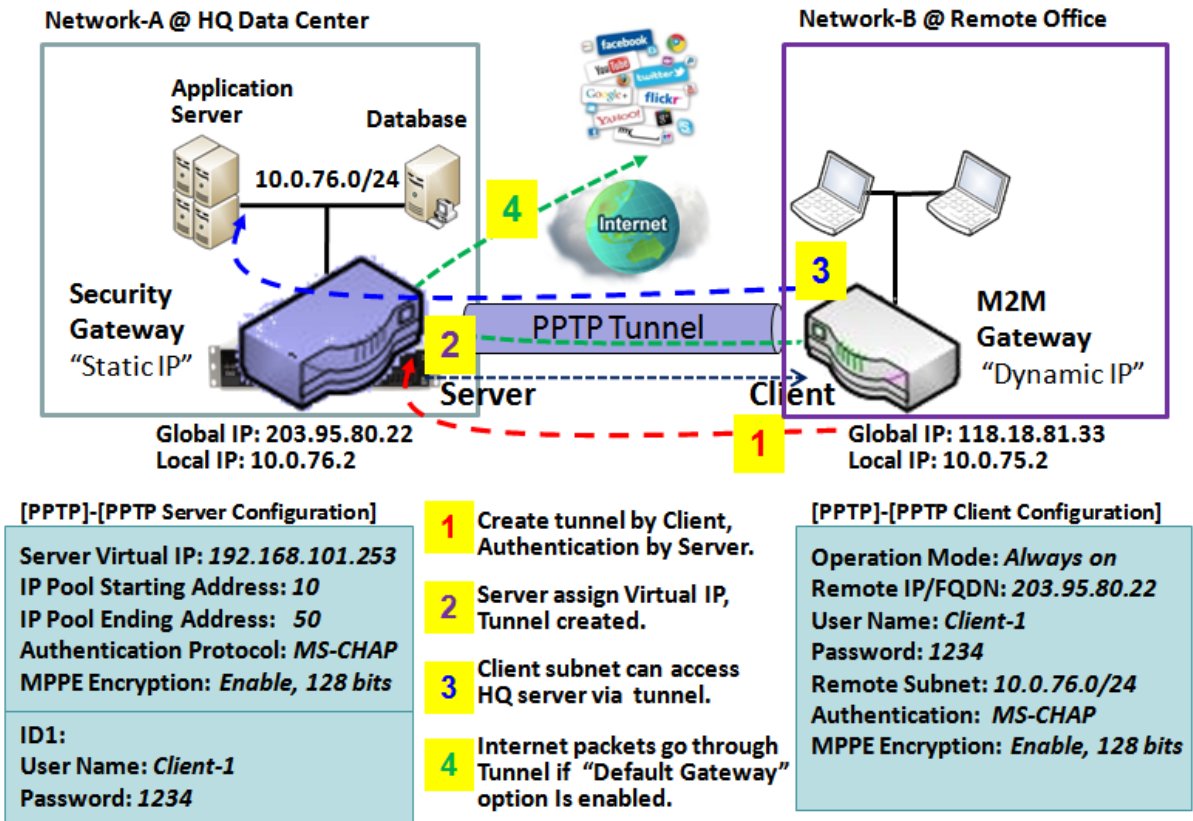 Network-A @ HQ Data Center
Network-B @ Remote Office
facebook
YouTube
twitter
Google+
flickr
YAHOO!
my
Application
Server
Database
10.0.76.0/24
4
Internet
3
Security
Gateway
"Static IP"
2
PPTP Tunnel
M2M
Gateway
"Dynamic IP"
Server
Client
1
Global IP: 203.95.80.22
Local IP: 10.0.76.2
Global IP: 118.18.81.33
Local IP: 10.0.75.2
[PPTP]-[PPTP Server Configuration]
Server Virtual IP: 192.168.101.253
IP Pool Starting Address: 10
IP Pool Ending Address: 50
Authentication Protocol: MS-CHAP
MPPE Encryption: Enable, 128 bits
ID1:
User Name: Client-1
Password: 1234
1 Create tunnel by Client,
Authentication by Server.
2 Server assign Virtual IP,
Tunnel created.
3 Client subnet can access
HQ server via tunnel.
4 Internet packets go through
Tunnel if "Default Gateway"
option Is enabled.
[PPTP]-[PPTP Client Configuration]
Operation Mode: Always on
Remote IP/FQDN: 203.95.80.22
User Name: Client-1
Password: 1234
Remote Subnet: 10.0.76.0/24
Authentication: MS-CHAP
MPPE Encryption: Enable, 128 bits